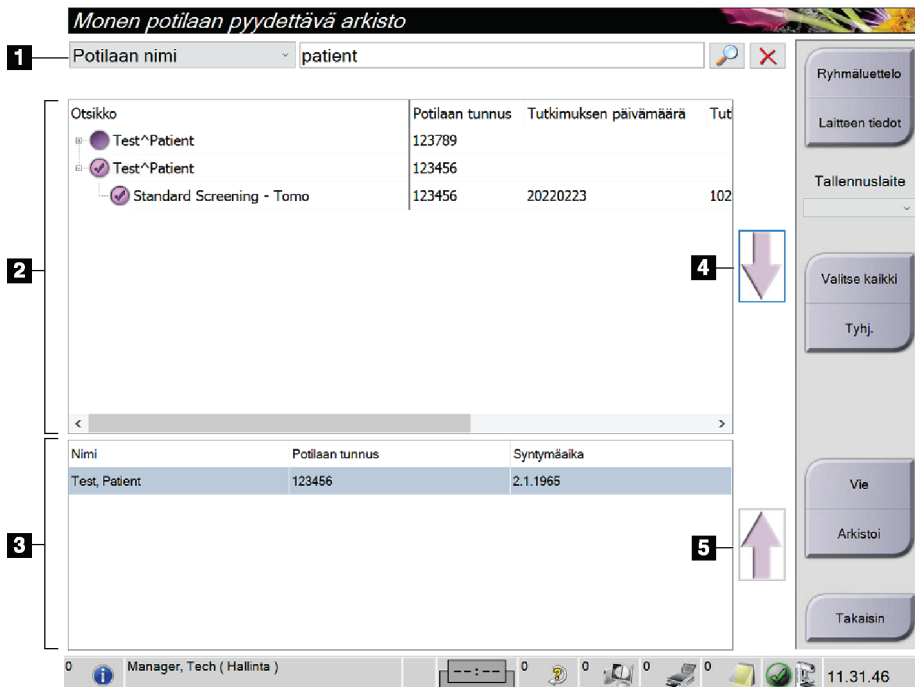 Monen potilaan pyydettävä arkisto
1 Potilaan nimi patient
Ryhmäluettelo
Laitteen tiedot
Tallennuslaite
2
Otsikko Potilaan tunnus Tutkimuksen päivämäärä Tut
Test^Patient 123789
Test^Patient 123456
Standard Screening - Tomo 123456 20220223 102
4
Valitse kaikki
Tyhj.
3
Nimi Potilaan tunnus Syntymäaika
Test, Patient 123456 2.1.1965
5
Vie
Arkistoi
Takaisin
0 Manager, Tech ( Hallinta ) --:-- 0 0 0 0 11.31.46